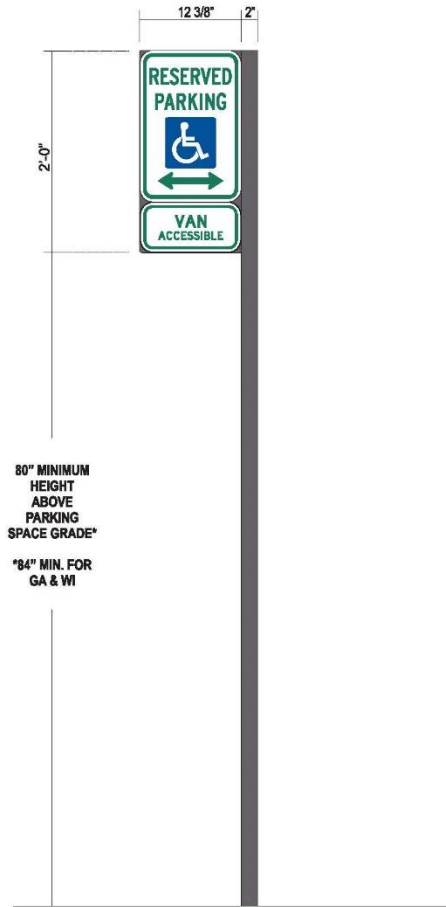 12 3/8" 2"
RESERVED
PARKING
2'-0"
VAN
ACCESSIBLE
80" MINIMUM
HEIGHT
ABOVE
PARKING
SPACE GRADE*
*84" MIN. FOR
GA & WI